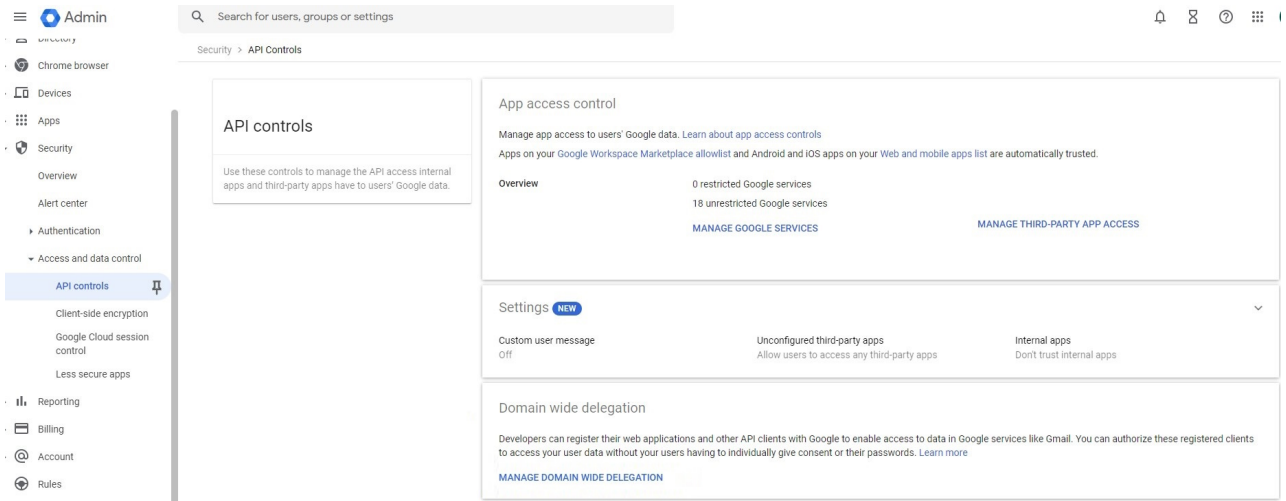 Admin
Search for users, groups or settings
Security > API Controls
Directory
Chrome browser
Devices
Apps
Security
Overview
Alert center
Authentication
Access and data control
API controls
Client-side encryption
Google Cloud session
control
Less secure apps
Reporting
Billing
Account
Rules
API controls
Use these controls to manage the API access internal
apps and third-party apps have to users' Google data.
App access control
Manage app access to users' Google data. Learn about app access controls
Apps on your Google Workspace Marketplace allowlist and Android and iOS apps on your Web and mobile apps list are automatically trusted.
Overview
0 restricted Google services
18 unrestricted Google services
MANAGE GOOGLE SERVICES
MANAGE THIRD-PARTY APP ACCESS
Settings NEW
Custom user message
Off
Unconfigured third-party apps
Allow users to access any third-party apps
Internal apps
Don't trust internal apps
Domain wide delegation
Developers can register their web applications and other API clients with Google to enable access to data in Google services like Gmail. You can authorize these registered clients
to access your user data without your users having to individually give consent or their passwords. Learn more
MANAGE DOMAIN WIDE DELEGATION